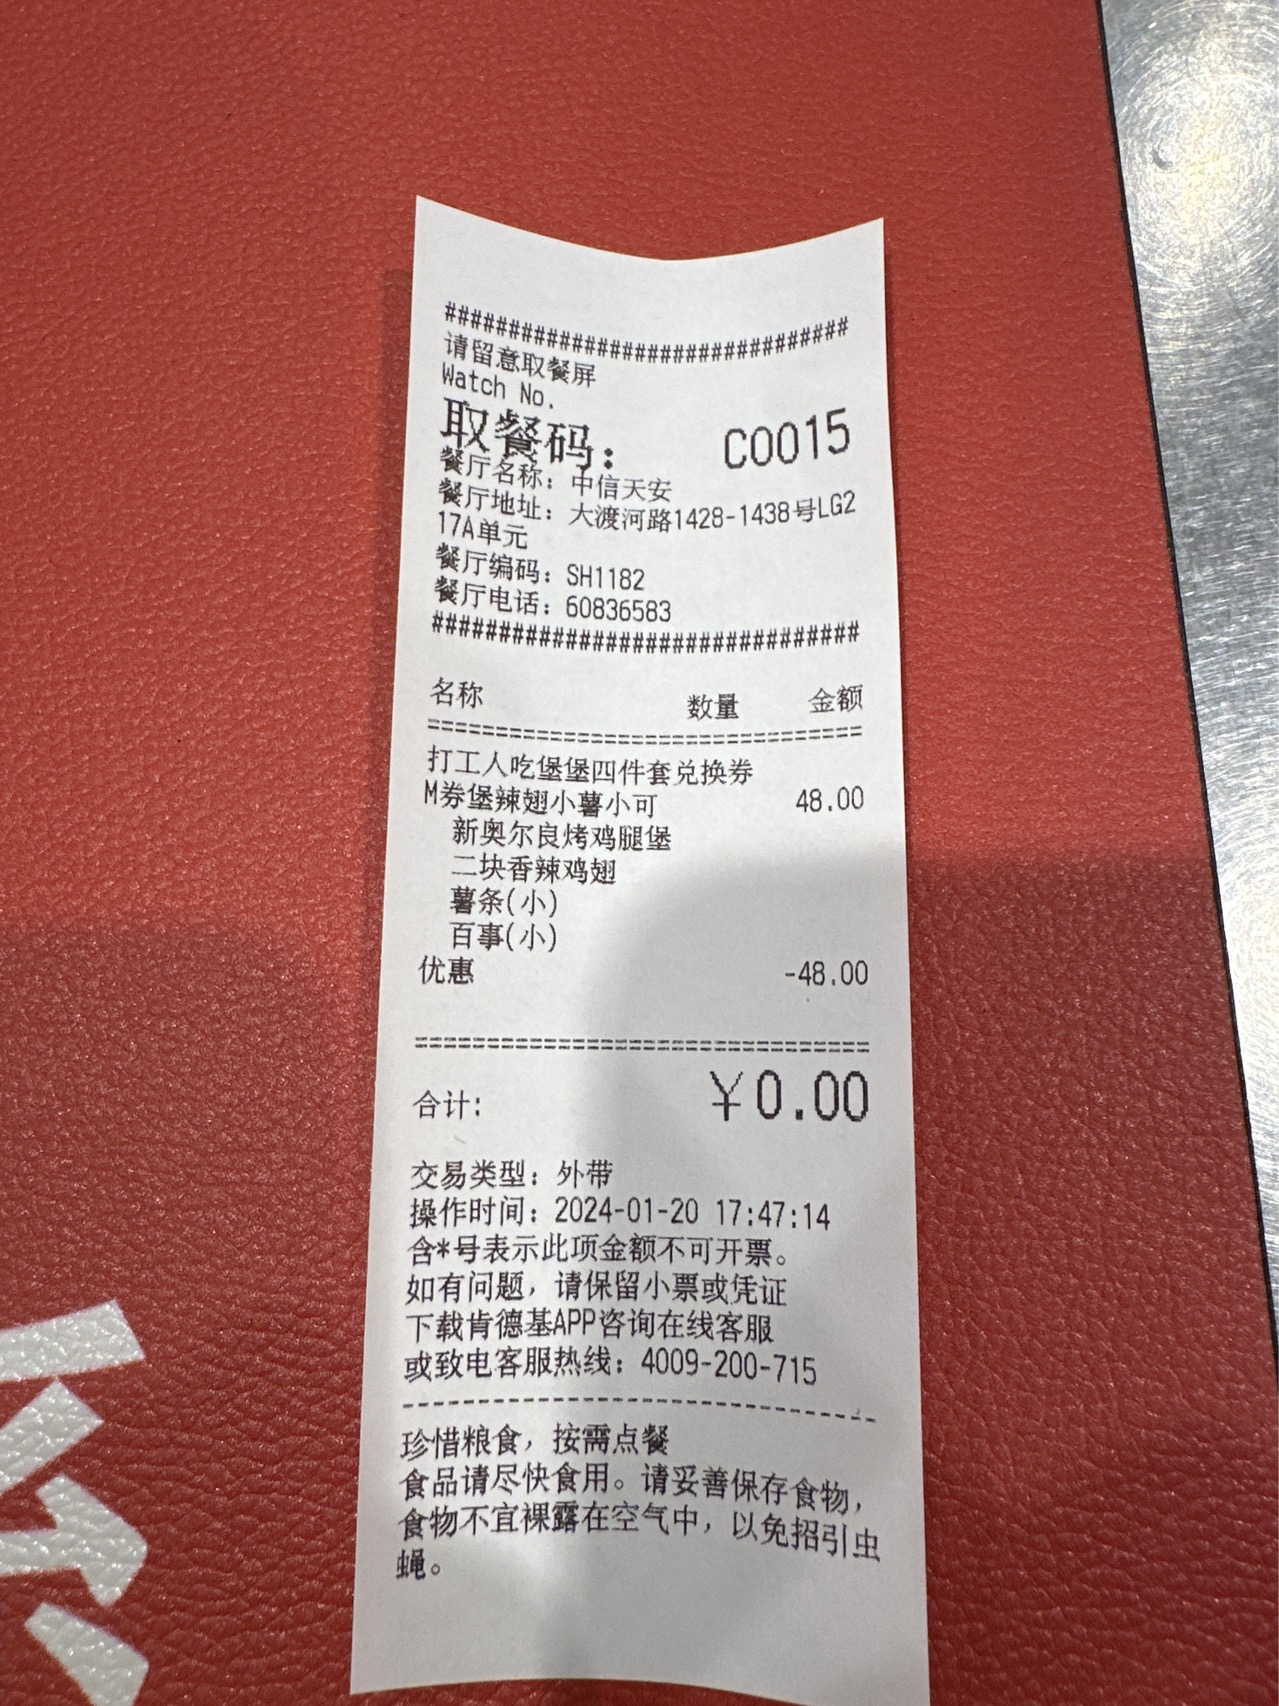 ##############################
请留意取餐屏
Watch No.
取餐码： C0015
餐厅名称：中信天安
餐厅地址：大渡河路1428-1438号LG2
17A单元
餐厅编码：SH1182
餐厅电话：60836583
################################
名称 数量 金额
==================================
打工人吃堡堡四件套兑换券
M券堡辣翅小薯小可 48.00
新奥尔良烤鸡腿堡
二块香辣鸡翅
薯条(小)
百事(小)
优惠 -48.00
==================================
合计： ￥0.00
交易类型：外带
操作时间：2024-01-20 17:47:14
含*号表示此项金额不可开票。
如有问题，请保留小票或凭证
下载肯德基APP咨询在线客服
或致电客服热线：4009-200-715
----------------------------------
珍惜粮食，按需点餐
食品请尽快食用。请妥善保存食物，
食物不宜裸露在空气中，以免招引虫
蝇。